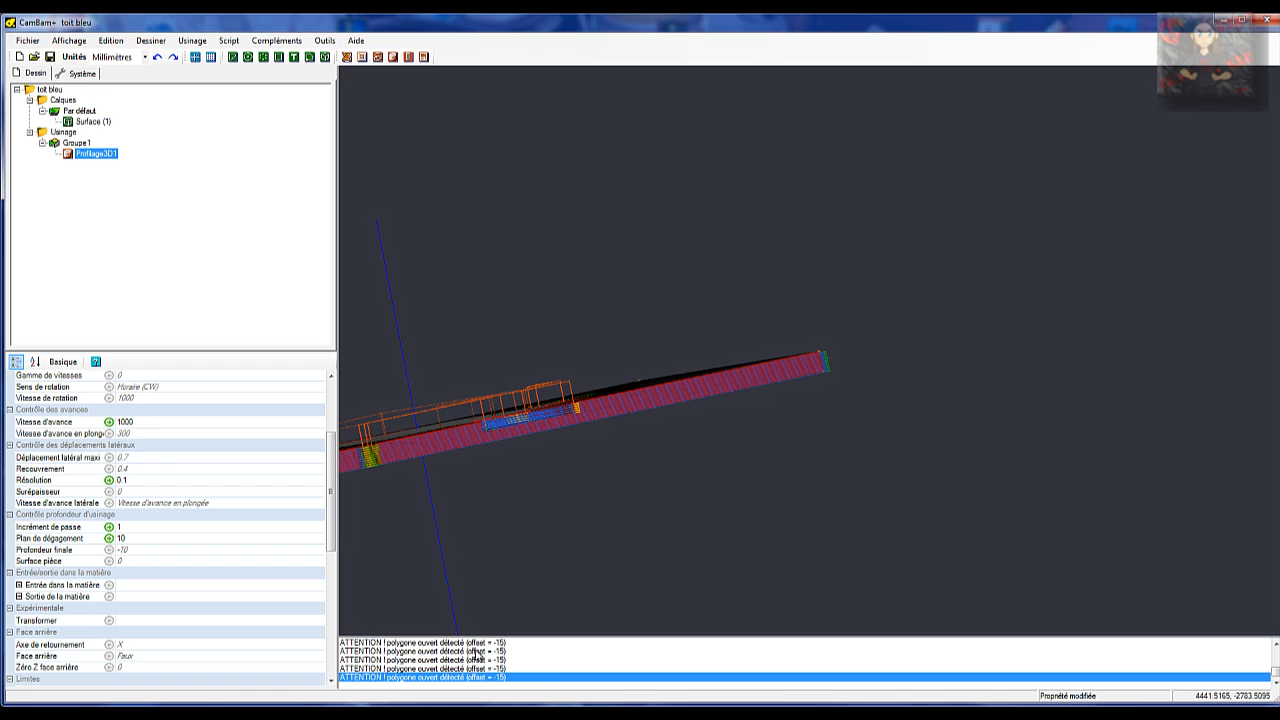 CamBam+ toit bleu
Fichier Affichage Edition Dessiner Usinage Script Compléments Outils Aide
Unités Millimètres
Dessin Système
toit bleu
Calques
Par défaut
Surface (1)
Usinage
Groupe1
Profilage3D1
Basique
Gamme de vitesses 0
Sens de rotation Horaire (CW)
Vitesse de rotation 1000
Contrôle des avances
Vitesse d'avance 1000
Vitesse d'avance en plong 300
Contrôle des déplacements latéraux
Déplacement latéral maxi 0.7
Recouvrement 0.4
Résolution 0.1
Surépaisseur 0
Vitesse d'avance latérale Vitesse d'avance en plongée
Contrôle profondeur d'usinage
Incrément de passe 1
Plan de dégagement 10
Profondeur finale -10
Surface pièce 0
Entrée/sortie dans la matière
Entrée dans la matière
Sortie de la matière
Expérimentale
Transformer
Face arrière
Axe de retournement X
Face arrière Faux
Zéro Z face arrière 0
Limites
ATTENTION ! polygone ouvert détecté (offset = -15)
ATTENTION ! polygone ouvert détecté (offset = -15)
ATTENTION ! polygone ouvert détecté (offset = -15)
ATTENTION ! polygone ouvert détecté (offset = -15)
ATTENTION ! polygone ouvert détecté (offset = -15)
Propriété modifiée 4441.5165, -2783.5095